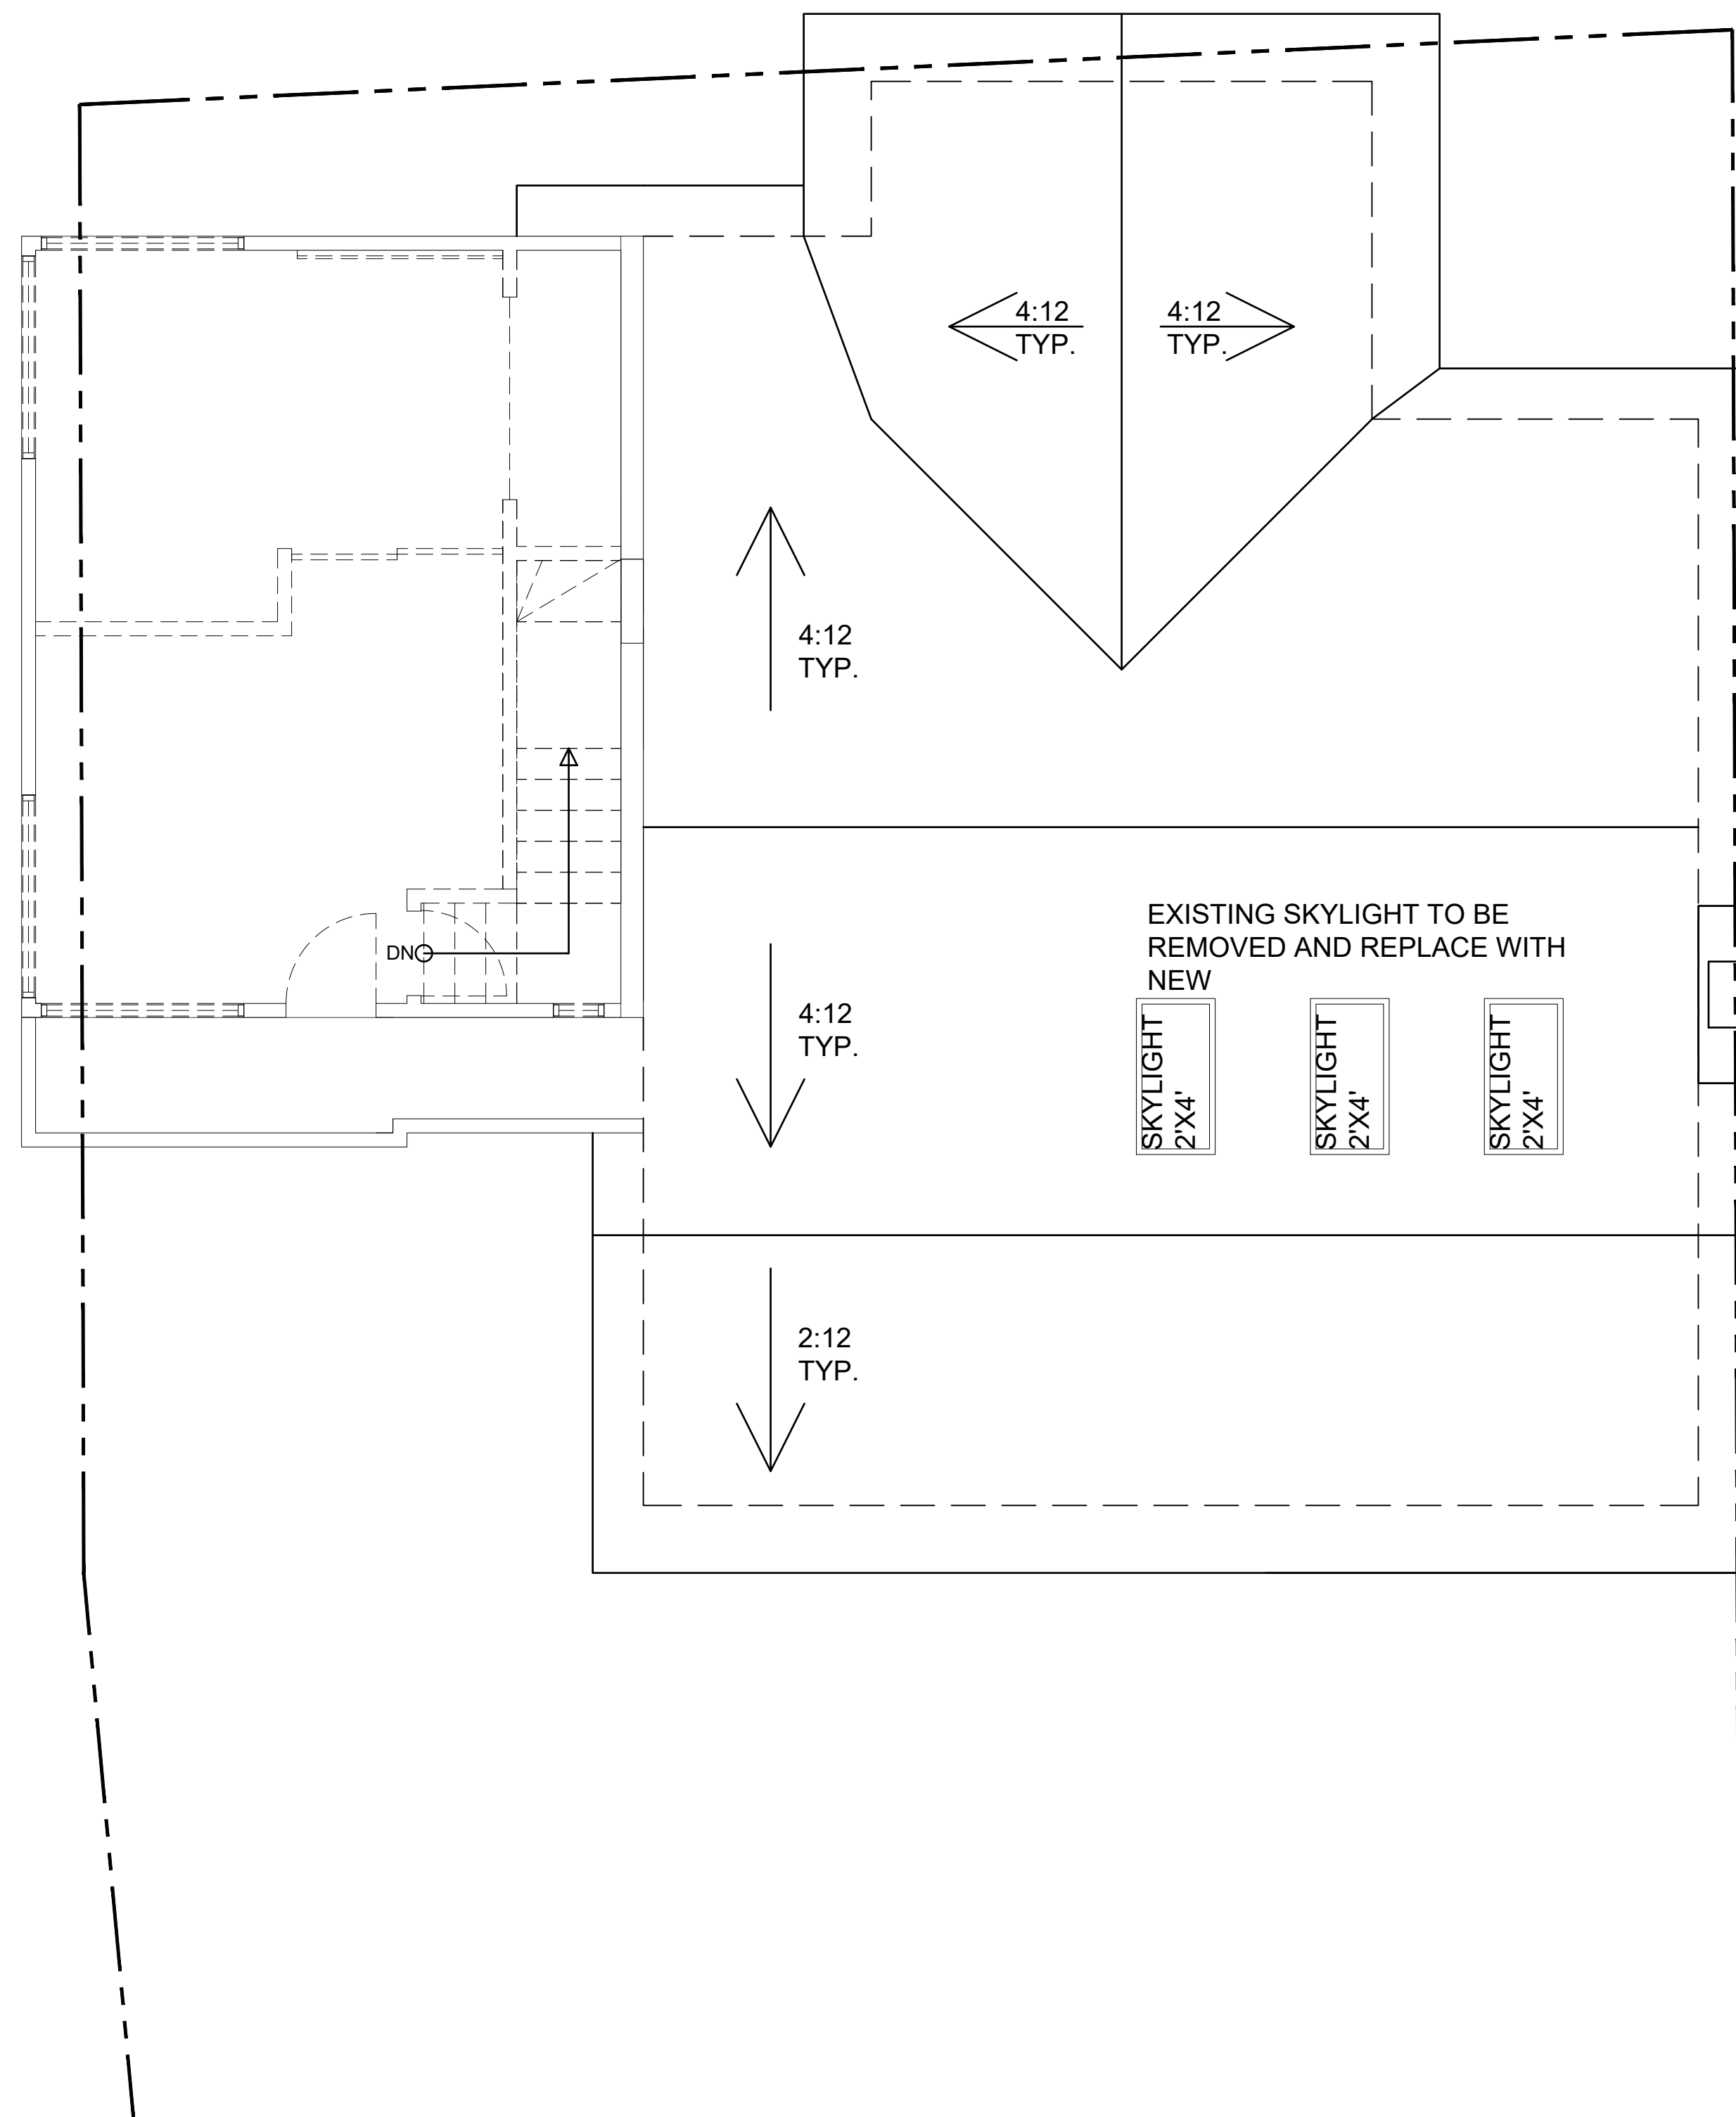 4:12
TYP.
4:12
TYP.
4:12
TYP.
EXISTING SKYLIGHT TO BE
REMOVED AND REPLACE WITH
NEW
DN
4:12
TYP.
SKYLIGHT
2'X4'
SKYLIGHT
2'X4'
SKYLIGHT
2'X4'
2:12
TYP.